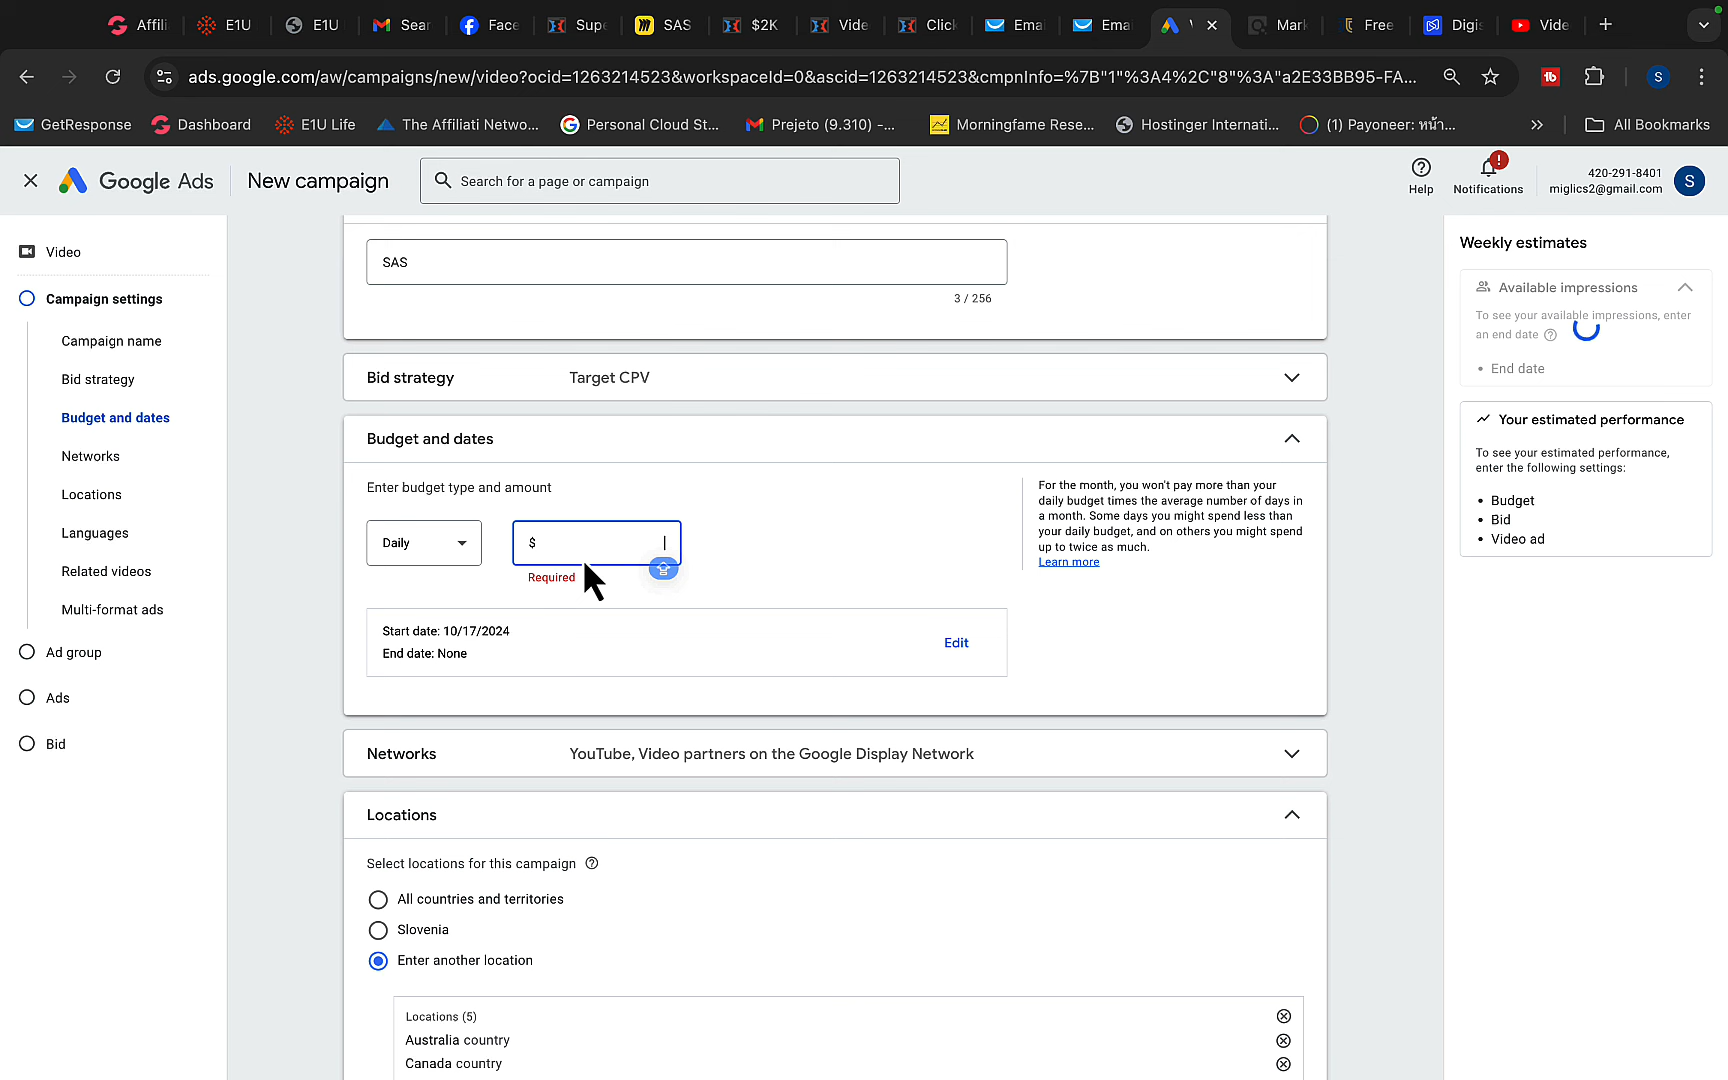 Affili
E1U
E1U
Sear
Face
Supe
SAS
$2K
Vide
Click
Emai
Ema
Mark
Free
Digis
Vide
ads.google.com/aw/campaigns/new/video?ocid=1263214523&workspaceId=0&ascid=1263214523&cmpnInfo=%7B"1"%3A4%2C"8"%3A"a2E33BB95-FA...
S
GetResponse
Dashboard
E1U Life
The Affiliati Netwo...
Personal Cloud St...
Prejeto (9.310) -...
Morningfame Rese...
Hostinger Internati...
(1) Payoneer: หน้า...
All Bookmarks
Google Ads
New campaign
Search for a page or campaign
Help
Notifications
420-291-8401
miglics2@gmail.com
S
Video
Campaign settings
Campaign name
Bid strategy
Budget and dates
Networks
Locations
Languages
Related videos
Multi-format ads
Ad group
Ads
Bid
SAS
3 / 256
Bid strategy
Target CPV
Budget and dates
Enter budget type and amount
Daily
$
Required
For the month, you won't pay more than your
daily budget times the average number of days in
a month. Some days you might spend less than
your daily budget, and on others you might spend
up to twice as much.
Learn more
Start date: 10/17/2024
End date: None
Edit
Networks
YouTube, Video partners on the Google Display Network
Locations
Select locations for this campaign
All countries and territories
Slovenia
Enter another location
Locations (5)
Australia country
Canada country
Weekly estimates
Available impressions
To see your available impressions, enter
an end date
• End date
Your estimated performance
To see your estimated performance,
enter the following settings:
• Budget
• Bid
• Video ad